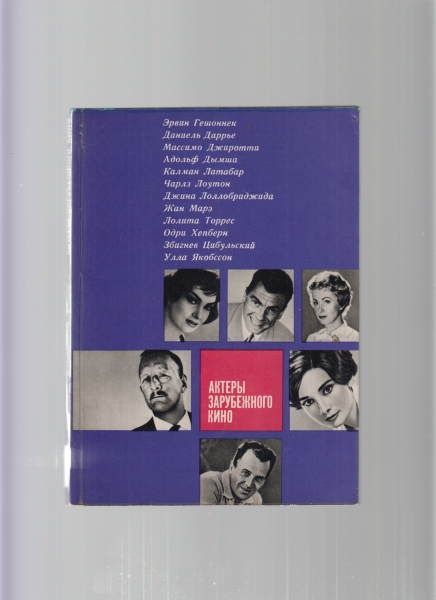 Эрвин Гешоннек
Даниель Даррье
Массимо Джиротти
Адольф Дымша
Калман Латабар
Чарлз Лоутон
Джина Лоллобриджида
Жан Марэ
Лолита Торрес
Одри Хепберн
Збигнев Цибульский
Улла Якобссон
АКТЕРЫ
ЗАРУБЕЖНОГО
КИНО